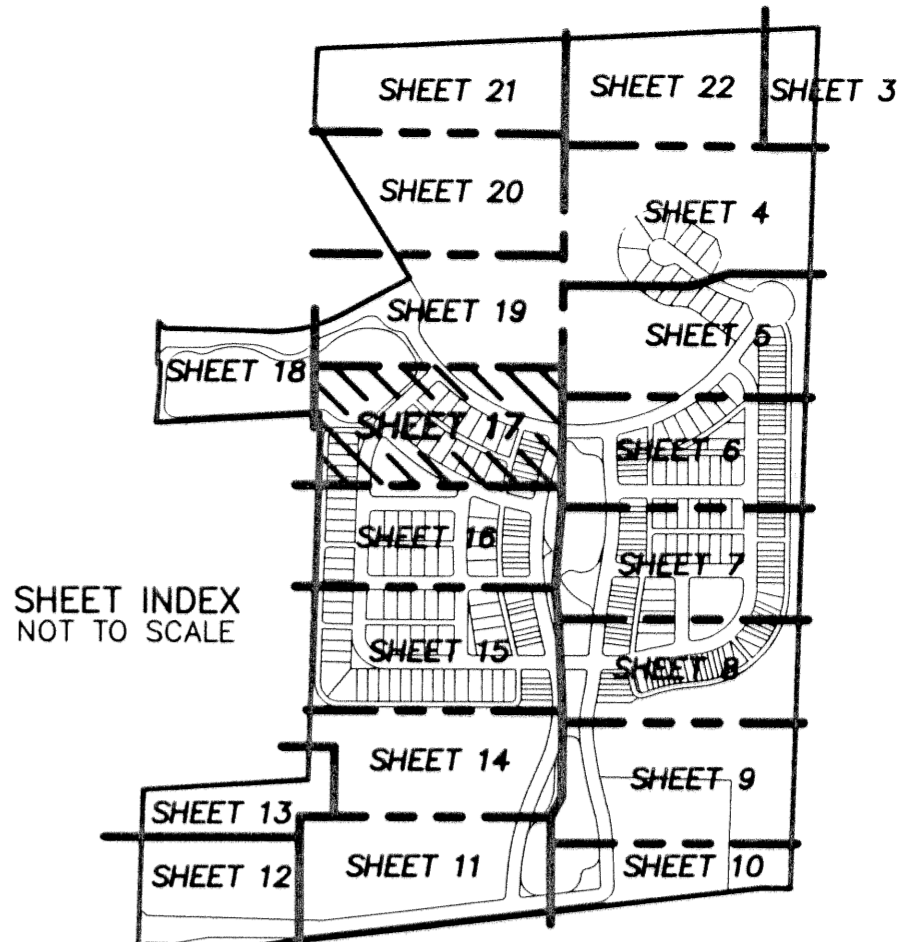 SHEET 21
SHEET 22
SHEET 3
SHEET 20
SHEET 4
SHEET 19
SHEET 5
SHEET 18
SHEET 17
SHEET 6
SHEET 16
SHEET 7
SHEET INDEX
NOT TO SCALE
SHEET 15
SHEET 8
SHEET 14
SHEET 9
SHEET 13
SHEET 11
SHEET 10
SHEET 12